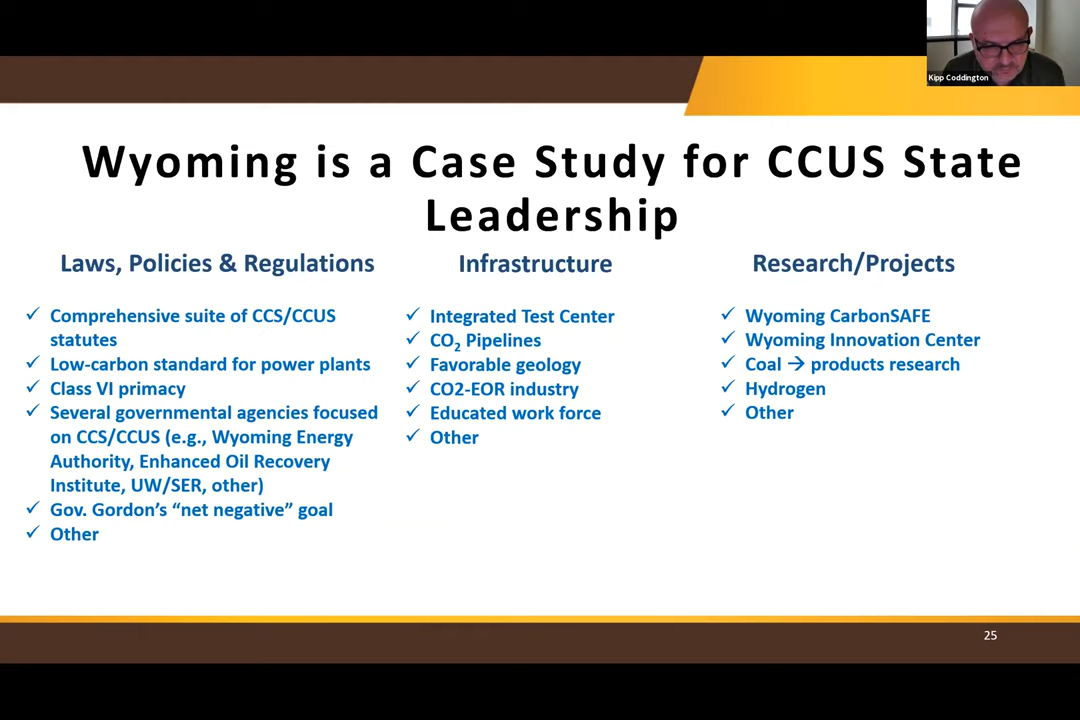 Kipp Coddington
Wyoming is a Case Study for CCUS State
Leadership
Laws, Policies & Regulations
✓ Comprehensive suite of CCS/CCUS
statutes
✓ Low-carbon standard for power plants
✓ Class VI primacy
✓ Several governmental agencies focused
on CCS/CCUS (e.g., Wyoming Energy
Authority, Enhanced Oil Recovery
Institute, UW/SER, other)
✓ Gov. Gordon’s “net negative” goal
✓ Other
Infrastructure
✓ Integrated Test Center
✓ CO₂ Pipelines
✓ Favorable geology
✓ CO2-EOR industry
✓ Educated work force
✓ Other
Research/Projects
✓ Wyoming CarbonSAFE
✓ Wyoming Innovation Center
✓ Coal → products research
✓ Hydrogen
✓ Other
25